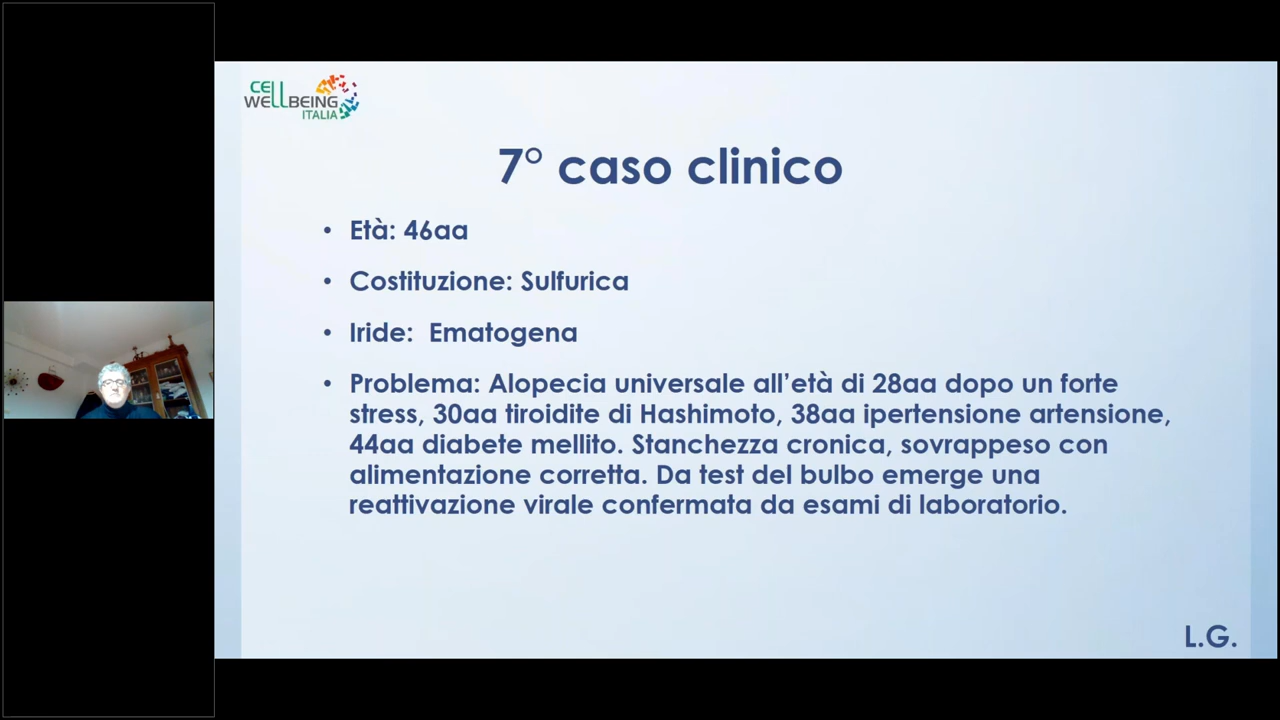 CELL
WELLBEING
ITALIA
7° caso clinico
• Età: 46aa
• Costituzione: Sulfurica
• Iride: Ematogena
• Problema: Alopecia universale all’età di 28aa dopo un forte
stress, 30aa tiroidite di Hashimoto, 38aa ipertensione artensione,
44aa diabete mellito. Stanchezza cronica, sovrappeso con
alimentazione corretta. Da test del bulbo emerge una
reattivazione virale confermata da esami di laboratorio.
L.G.